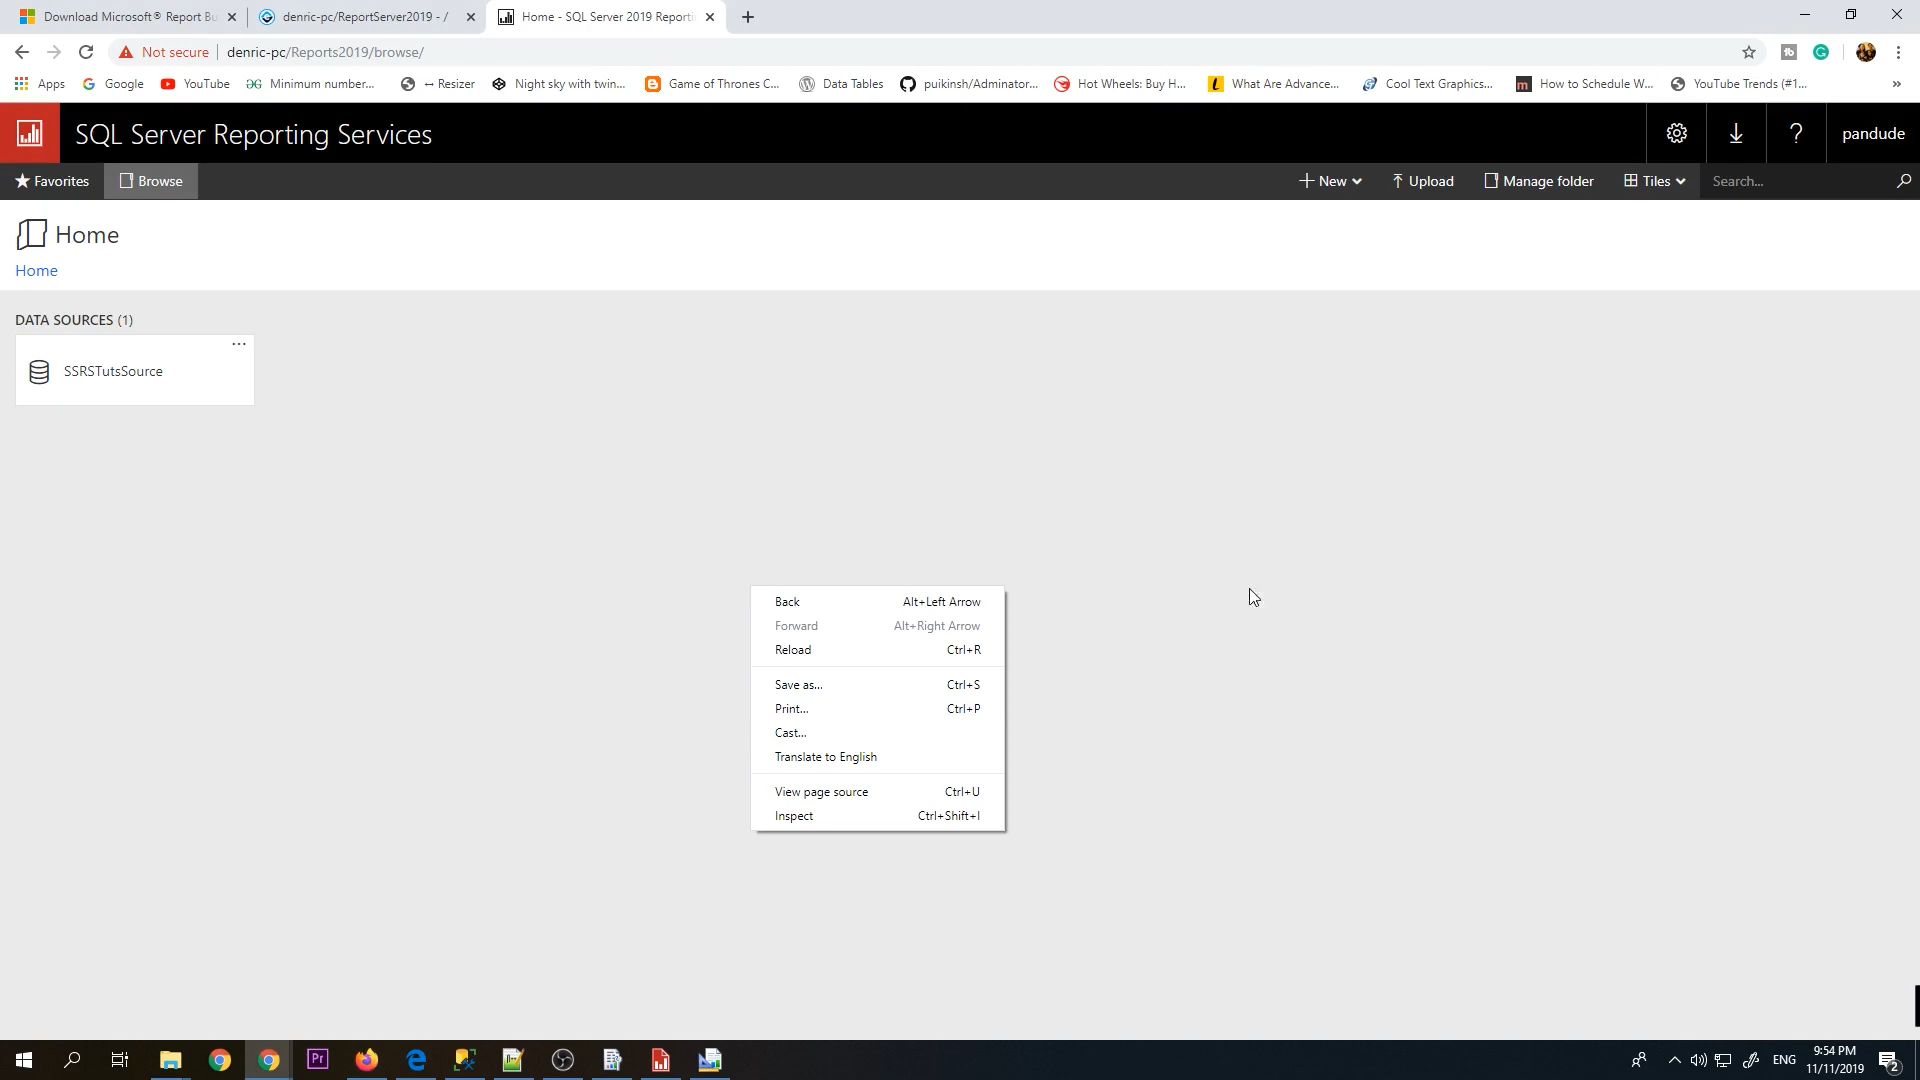 Download Microsoft® Report Bu
denric-pc/ReportServer2019 - /
Home - SQL Server 2019 Reporti
Not secure
denric-pc/Reports2019/browse/
Apps
Google
YouTube
Minimum number...
↔ Resizer
Night sky with twin...
Game of Thrones C...
Data Tables
puikinsh/Adminator...
Hot Wheels: Buy H...
What Are Advance...
Cool Text Graphics...
How to Schedule W...
YouTube Trends (#1...
»
SQL Server Reporting Services
?
pandude
Favorites
Browse
New
Upload
Manage folder
Tiles
Search...
Home
Home
DATA SOURCES (1)
...
SSRSTutsSource
Back Alt+Left Arrow
Forward Alt+Right Arrow
Reload Ctrl+R
Save as... Ctrl+S
Print... Ctrl+P
Cast...
Translate to English
View page source Ctrl+U
Inspect Ctrl+Shift+I
Pr
ENG
9:54 PM
11/11/2019
2